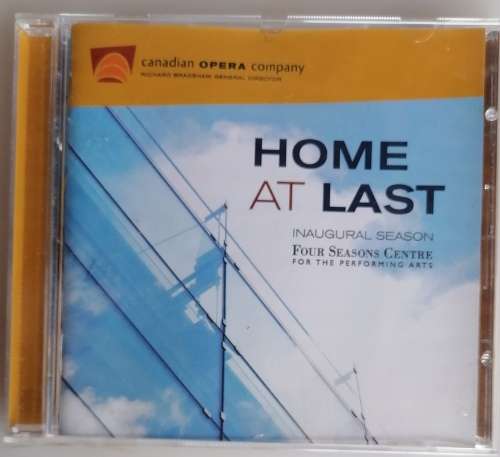 canadian OPERA company
RICHARD BRADSHAW GENERAL DIRECTOR
HOME
AT LAST
INAUGURAL SEASON
FOUR SEASONS CENTRE
FOR THE PERFORMING ARTS